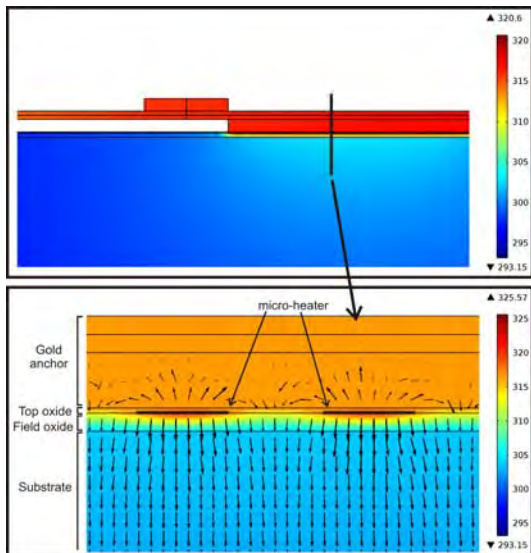 ▲ 320.6
320
315
310
305
300
295
▼ 293.15
▲ 325.57
325
320
315
310
305
300
295
▼ 293.15
micro-heater
Gold
anchor
Top oxide
Field oxide
Substrate